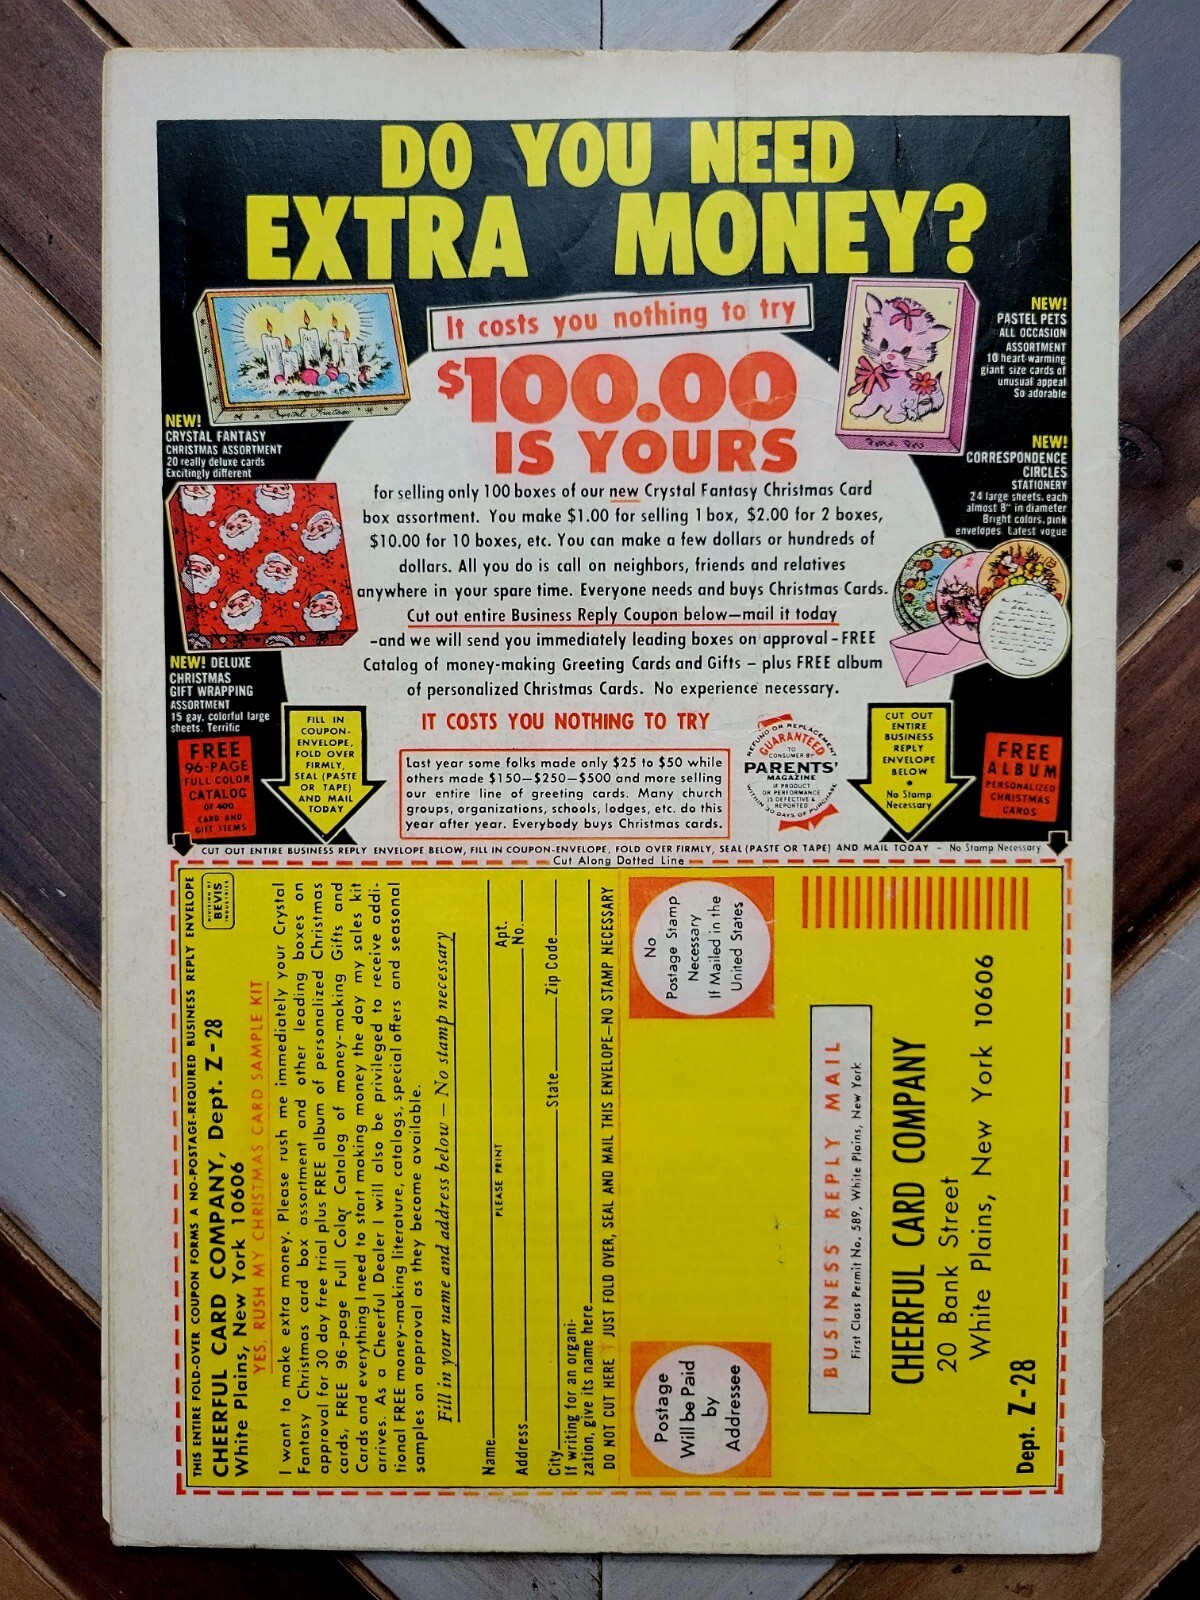 DO YOU NEED
EXTRA MONEY?
It costs you nothing to try
$100.00
IS YOURS
for selling only 100 boxes of our new Crystal Fantasy Christmas Card
box assortment. You make $1.00 for selling 1 box, $2.00 for 2 boxes,
$10.00 for 10 boxes, etc. You can make a few dollars or hundreds of
dollars. All you do is call on neighbors, friends and relatives
anywhere in your spare time. Everyone needs and buys Christmas Cards.
Cut out entire Business Reply Coupon below—mail it today
-and we will send you immediately leading boxes on approval - FREE
Catalog of money-making Greeting Cards and Gifts - plus FREE album
of personalized Christmas Cards. No experience necessary.
IT COSTS YOU NOTHING TO TRY
Last year some folks made only $25 to $50 while
others made $150—$250—$500 and more selling
our entire line of greeting cards. Many church
groups, organizations, schools, lodges, etc. do this
year after year. Everybody buys Christmas cards.
Crystal Fantasy
NEW!
CRYSTAL FANTASY
CHRISTMAS ASSORTMENT
20 really deluxe cards
Excitingly different
NEW! DELUXE
CHRISTMAS
GIFT WRAPPING
ASSORTMENT
15 gay, colorful large
sheets. Terrific
FREE
96-PAGE
FULL COLOR
CATALOG
OF 400
CARD AND
GIFT ITEMS
FILL IN
COUPON-
ENVELOPE,
FOLD OVER
FIRMLY,
SEAL (PASTE
OR TAPE)
AND MAIL
TODAY
Pastel Pets
NEW!
PASTEL PETS
ALL OCCASION
ASSORTMENT
10 heart-warming
giant size cards of
unusual appeal
So adorable
NEW!
CORRESPONDENCE
CIRCLES
STATIONERY
24 large sheets, each
almost 8" in diameter
Bright colors, pink
envelopes. Latest vogue
REFUND OR REPLACEMENT
GUARANTEED
TO
CONSUMER BY
PARENTS'
MAGAZINE
IF PRODUCT
OR PERFORMANCE
IS DEFECTIVE &
REPORTED
WITHIN 30 DAYS OF PURCHASE
CUT OUT
ENTIRE
BUSINESS
REPLY
ENVELOPE
BELOW
•
No Stamp
Necessary
FREE
ALBUM
PERSONALIZED
CHRISTMAS
CARDS
CUT OUT ENTIRE BUSINESS REPLY ENVELOPE BELOW, FILL IN COUPON-ENVELOPE, FOLD OVER FIRMLY, SEAL (PASTE OR TAPE) AND MAIL TODAY - No Stamp Necessary
Cut Along Dotted Line
THIS ENTIRE FOLD-OVER COUPON FORMS A NO-POSTAGE-REQUIRED BUSINESS REPLY ENVELOPE
CHEERFUL CARD COMPANY, Dept. Z-28
White Plains, New York 10606
DIVISION OF
BEVIS
INDUSTRIES
YES, RUSH MY CHRISTMAS CARD SAMPLE KIT
I want to make extra money. Please rush me immediately your Crystal
Fantasy Christmas card box assortment and other leading boxes on
approval for 30 day free trial plus FREE album of personalized Christmas
cards, FREE 96-page Full Color Catalog of money-making Gifts and
Cards and everything I need to start making money the day my sales kit
arrives. As a Cheerful Dealer I will also be privileged to receive addi-
tional FREE money-making literature, catalogs, special offers and seasonal
samples on approval as they become available.
Fill in your name and address below — No stamp necessary
Name
PLEASE PRINT
Address
Apt.
No.
City
State
Zip Code
If writing for an organi-
zation, give its name here
DO NOT CUT HERE JUST FOLD OVER, SEAL AND MAIL THIS ENVELOPE—NO STAMP NECESSARY
Postage
Will be Paid
by
Addressee
No
Postage Stamp
Necessary
If Mailed in the
United States
BUSINESS REPLY MAIL
First Class Permit No. 589, White Plains, New York
CHEERFUL CARD COMPANY
20 Bank Street
White Plains, New York 10606
Dept. Z-28